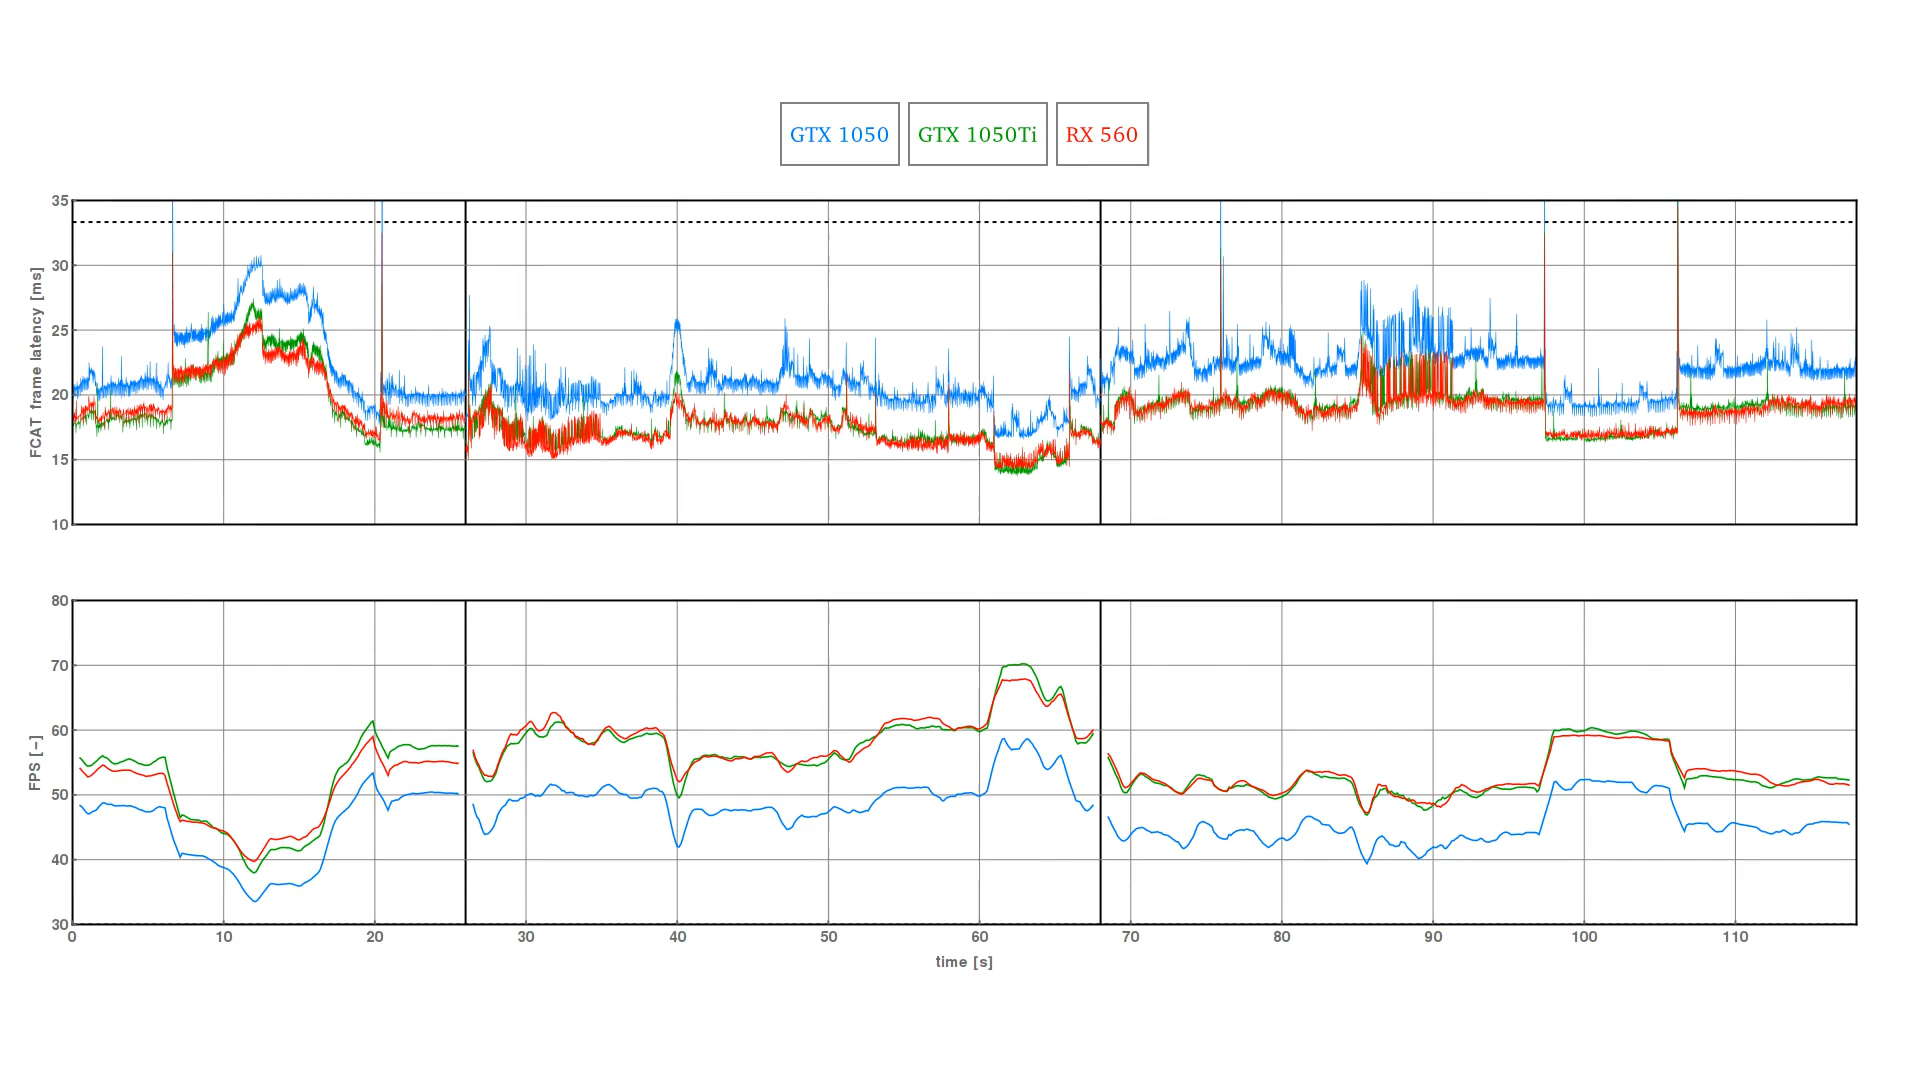 GTX 1050 GTX 1050Ti RX 560
35
30
25
20
15
10
FCAT frame latency [ms]
80
70
60
50
40
30
FPS [−]
0 10 20 30 40 50 60 70 80 90 100 110
time [s]